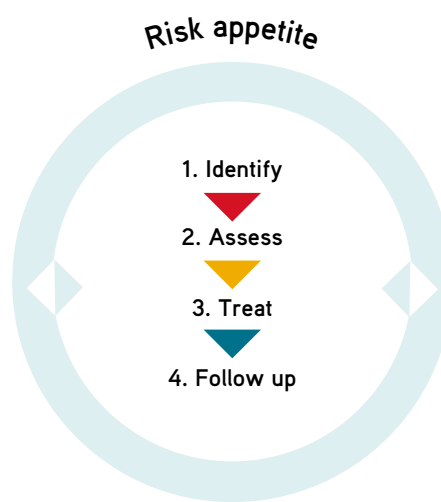 Risk appetite
1. Identify
2. Assess
3. Treat
4. Follow up